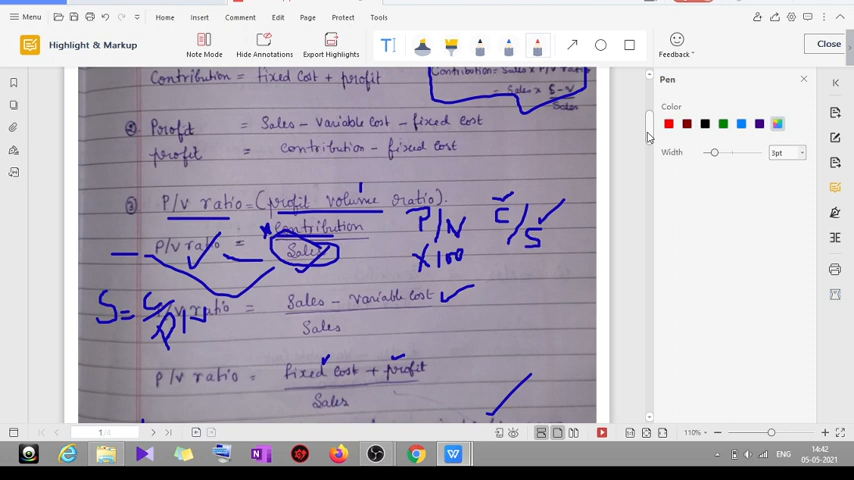 Menu
Home
Insert
Comment
Edit
Page
Protect
Tools
Highlight & Markup
Note Mode
Hide Annotations
Export Highlights
Feedback
Close
Contribution = fixed cost + profit
Contribution = Sales x P/V ratio
= Sales x S-V
Sales
Profit = Sales - variable cost - fixed cost
profit = contribution - fixed cost
③ P/V ratio = (profit volume ratio).
P/V ratio = Contribution
Sales
P/V
X 100
C/S
S = C/P/V
P/V ratio = Sales - variable cost
Sales
P/V ratio = fixed cost + profit
Sales
Pen
Color
Width
3pt
1/4
110%
ENG
14:42
05-05-2021